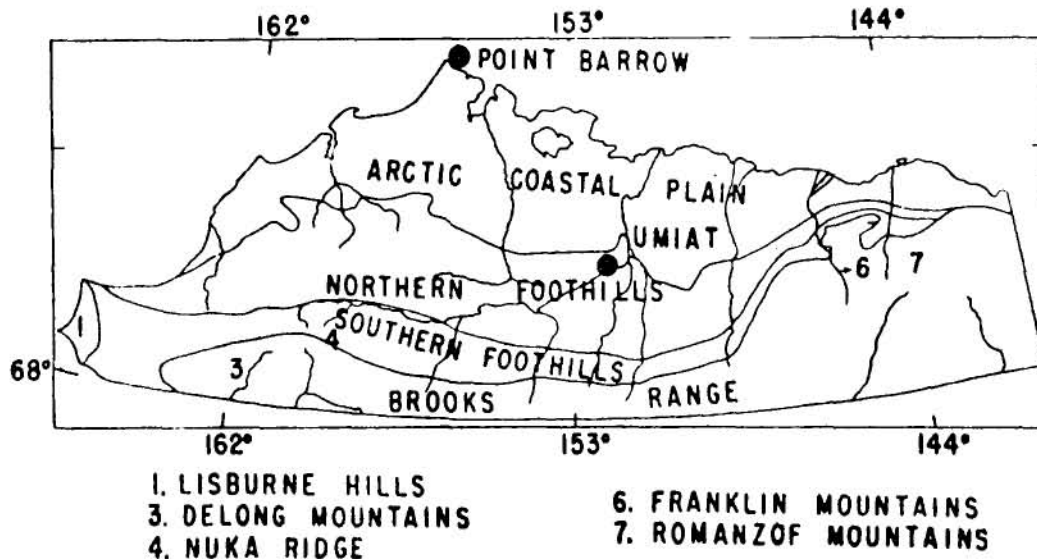 162° 153° 144°
POINT BARROW
ARCTIC COASTAL PLAIN
UMIAT
6 7
NORTHERN FOOTHILLS
1
SOUTHERN FOOTHILLS
4
3
68°
BROOKS RANGE
162° 153° 144°
1. LISBURNE HILLS
3. DELONG MOUNTAINS
4. NUKA RIDGE
6. FRANKLIN MOUNTAINS
7. ROMANZOF MOUNTAINS